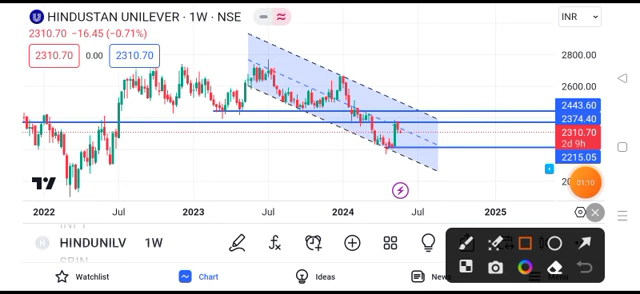 HINDUSTAN UNILEVER · 1W · NSE
INR
2310.70 −16.45 (−0.71%)
2310.70 0.00 2310.70
2800.00
2600.00
2443.60
2374.40
2310.70
2d 9h
2215.05
01:10
2022 Jul 2023 Jul 2024 Jul 2025
HINDUNILV 1W
Watchlist Chart Ideas News